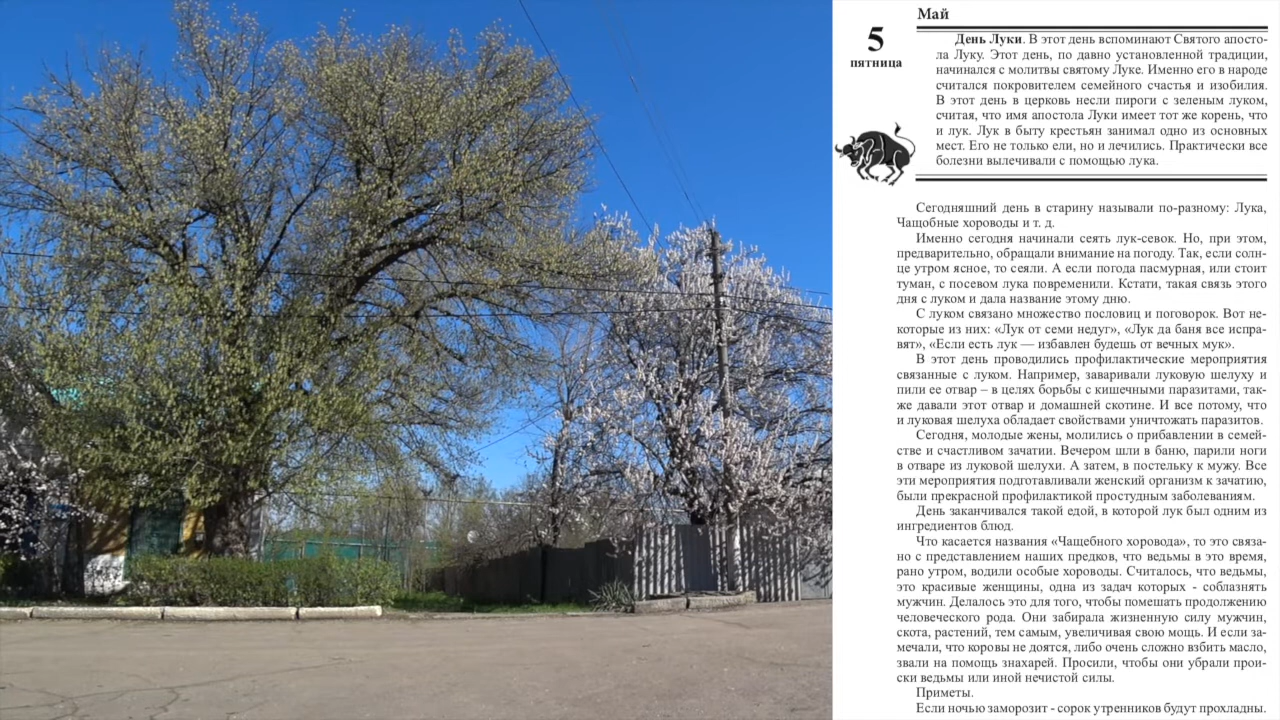 Май
5
пятница
День Луки. В этот день вспоминают Святого апосто-
ла Луку. Этот день, по давно установленной традиции,
начинался с молитвы святому Луке. Именно его в народе
считался покровителем семейного счастья и изобилия.
В этот день в церковь несли пироги с зеленым луком,
считая, что имя апостола Луки имеет тот же корень, что
и лук. Лук в быту крестьян занимал одно из основных
мест. Его не только ели, но и лечились. Практически все
болезни вылечивали с помощью лука.
Сегодняшний день в старину называли по-разному: Лука,
Чащобные хороводы и т. д.
Именно сегодня начинали сеять лук-севок. Но, при этом,
предварительно, обращали внимание на погоду. Так, если солн-
це утром ясное, то сеяли. А если погода пасмурная, или стоит
туман, с посевом лука повременили. Кстати, такая связь этого
дня с луком и дала название этому дню.
С луком связано множество пословиц и поговорок. Вот не-
которые из них: «Лук от семи недуг», «Лук да баня все испра-
вят», «Если есть лук — избавлен будешь от вечных мук».
В этот день проводились профилактические мероприятия
связанные с луком. Например, заваривали луковую шелуху и
пили ее отвар – в целях борьбы с кишечными паразитами, так-
же давали этот отвар и домашней скотине. И все потому, что
и луковая шелуха обладает свойствами уничтожать паразитов.
Сегодня, молодые жены, молились о прибавлении в семей-
стве и счастливом зачатии. Вечером шли в баню, парили ноги
в отваре из луковой шелухи. А затем, в постельку к мужу. Все
эти мероприятия подготавливали женский организм к зачатию,
были прекрасной профилактикой простудным заболеваниям.
День заканчивался такой едой, в которой лук был одним из
ингредиентов блюд.
Что касается названия «Чащебного хоровода», то это связа-
но с представлением наших предков, что ведьмы в это время,
рано утром, водили особые хороводы. Считалось, что ведьмы,
это красивые женщины, одна из задач которых - соблазнять
мужчин. Делалось это для того, чтобы помешать продолжению
человеческого рода. Они забирала жизненную силу мужчин,
скота, растений, тем самым, увеличивая свою мощь. И если за-
мечали, что коровы не доятся, либо очень сложно взбить масло,
звали на помощь знахарей. Просили, чтобы они убрали прои-
ски ведьмы или иной нечистой силы.
Приметы.
Если ночью заморозит - сорок утренников будут прохладны.